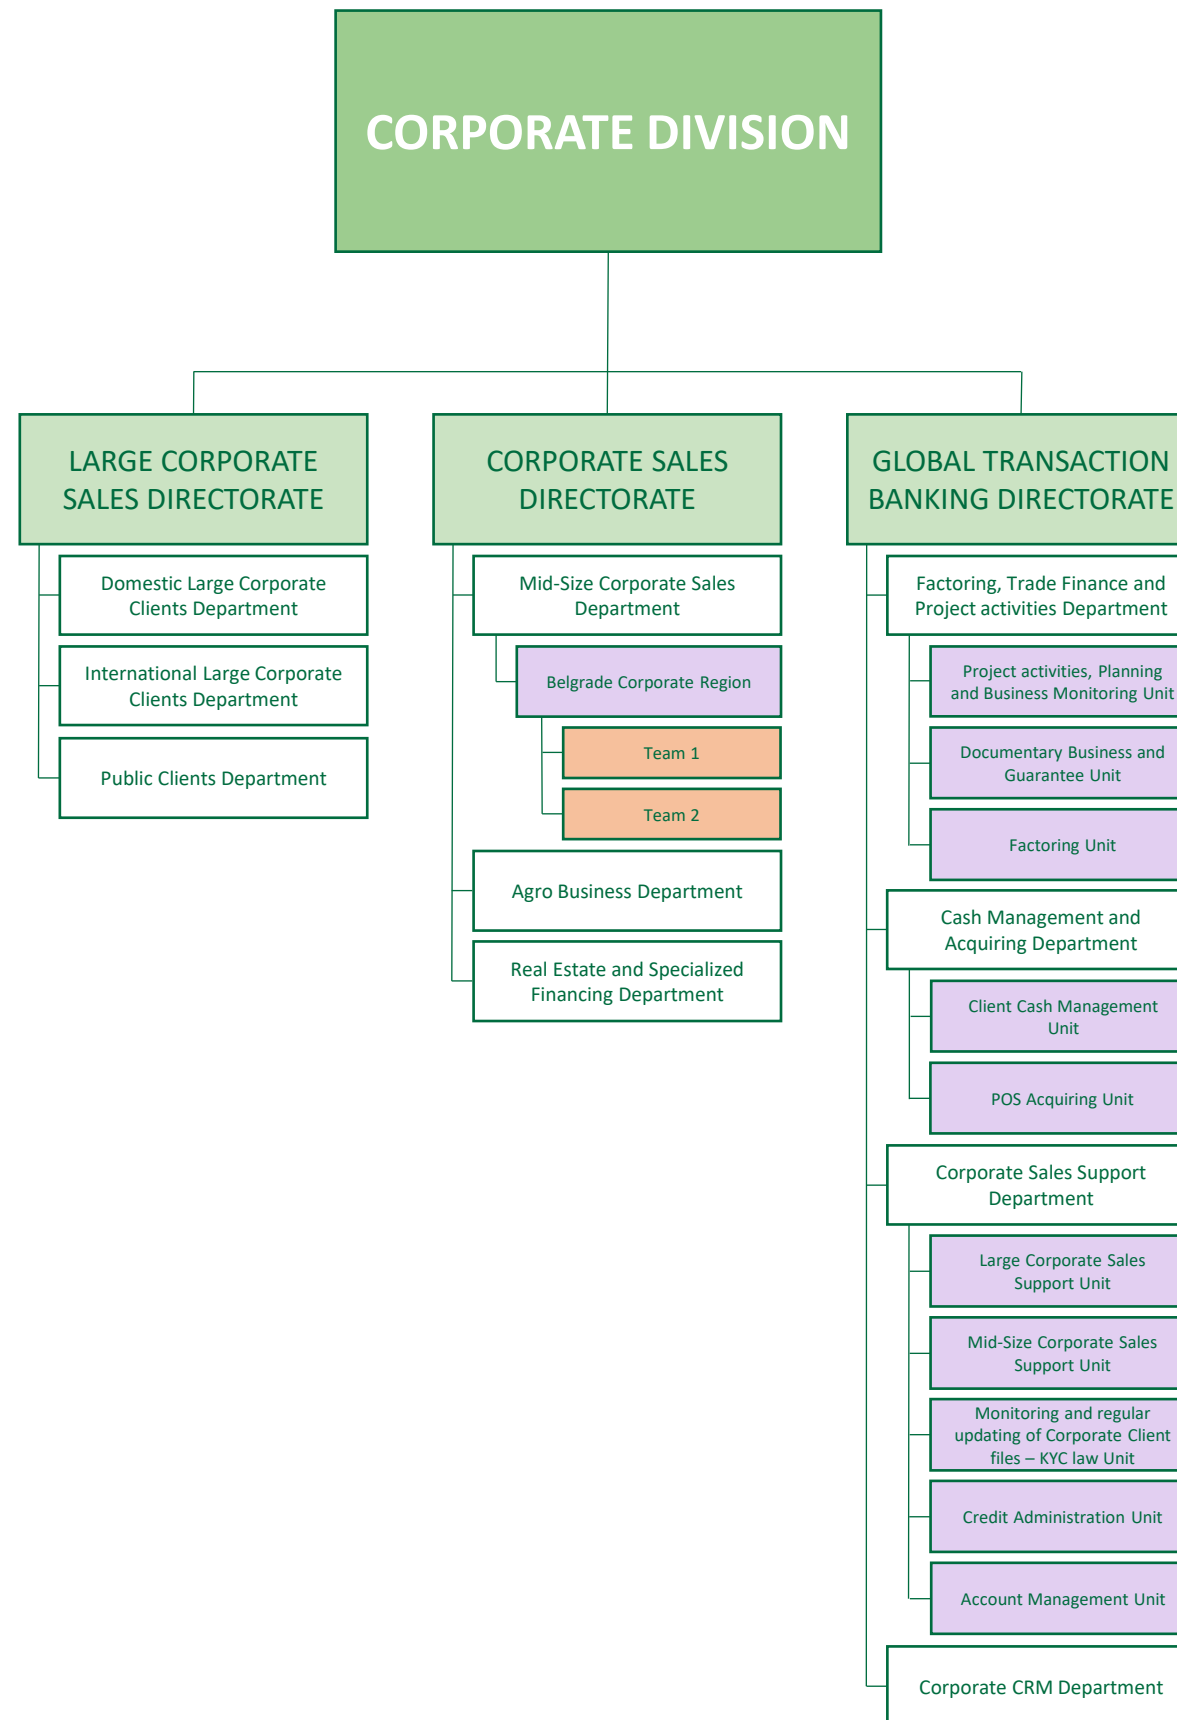 CORPORATE DIVISION
LARGE CORPORATE
SALES DIRECTORATE
Domestic Large Corporate
Clients Department
International Large Corporate
Clients Department
Public Clients Department
CORPORATE SALES
DIRECTORATE
Mid-Size Corporate Sales
Department
Belgrade Corporate Region
Team 1
Team 2
Agro Business Department
Real Estate and Specialized
Financing Department
GLOBAL TRANSACTION
BANKING DIRECTORATE
Factoring, Trade Finance and
Project activities Department
Project activities, Planning
and Business Monitoring Unit
Documentary Business and
Guarantee Unit
Factoring Unit
Cash Management and
Acquiring Department
Client Cash Management
Unit
POS Acquiring Unit
Corporate Sales Support
Department
Large Corporate Sales
Support Unit
Mid-Size Corporate Sales
Support Unit
Monitoring and regular
updating of Corporate Client
files – KYC law Unit
Credit Administration Unit
Account Management Unit
Corporate CRM Department